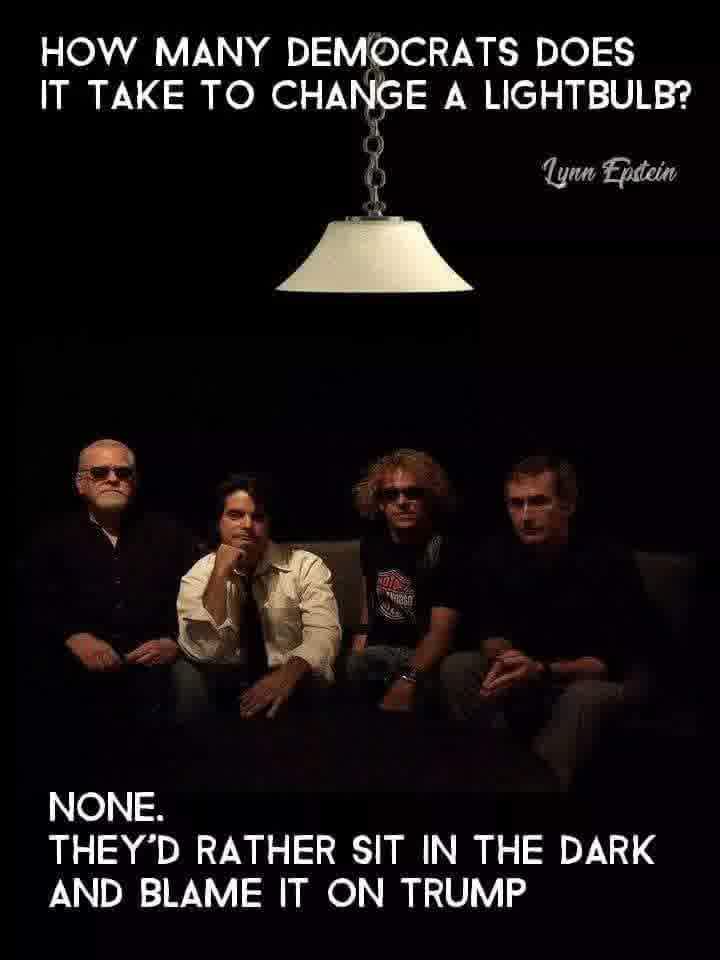 HOW MANY DEMOCRATS DOES
IT TAKE TO CHANGE A LIGHTBULB?
Lynn Epstein
NONE.
THEY'D RATHER SIT IN THE DARK
AND BLAME IT ON TRUMP